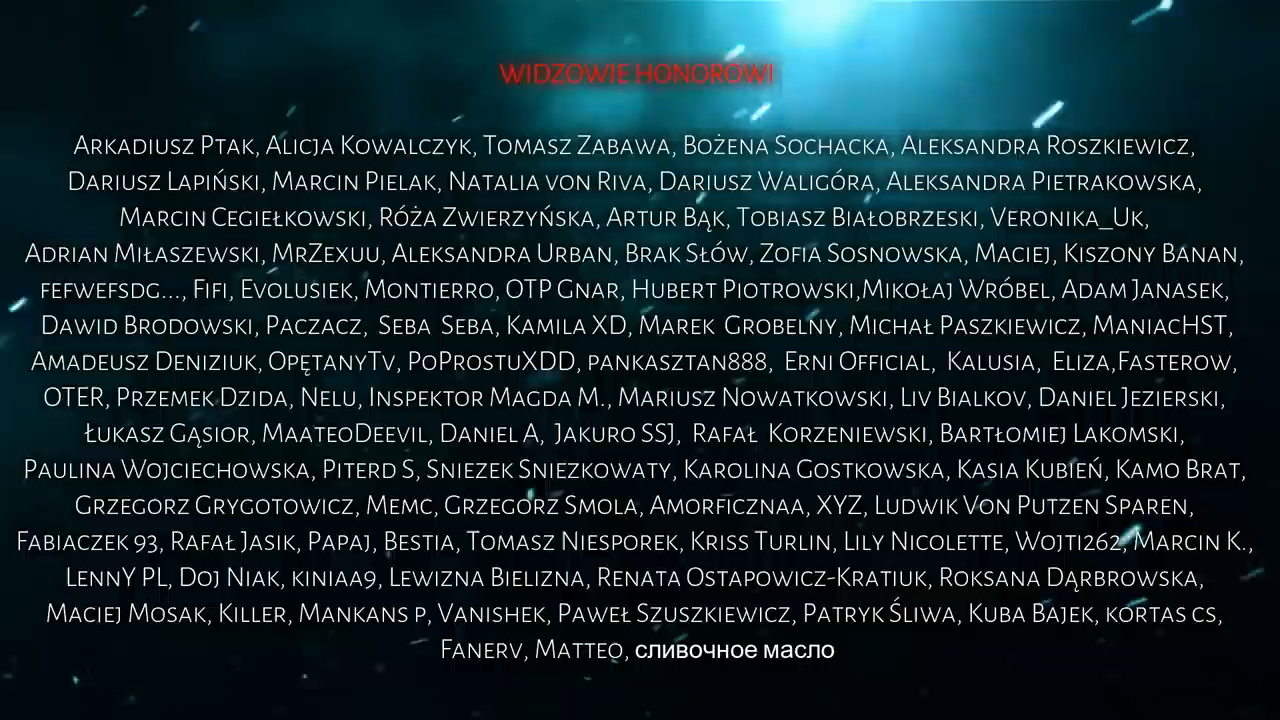 WIDZOWIE HONOROWI
Arkadiusz Ptak, Alicja Kowalczyk, Tomasz Zabawa, Bożena Sochacka, Aleksandra Roszkiewicz,
Dariusz Lapiński, Marcin Pielak, Natalia von Riva, Dariusz Waligóra, Aleksandra Pietrakowska,
Marcin Cegiełkowski, Róża Zwierzyńska, Artur Bąk, Tobiasz Białobrzeski, Veronika_Uk,
Adrian Miłaszewski, MrZexuu, Aleksandra Urban, Brak Słów, Zofia Sosnowska, Maciej, Kiszony Banan,
fefwefsdg..., Fifi, Evolusiek, Montierro, OTP Gnar, Hubert Piotrowski,Mikołaj Wróbel, Adam Janasek,
Dawid Brodowski, Paczacz, Seba Seba, Kamila XD, Marek Grobelny, Michał Paszkiewicz, ManiacHST,
Amadeusz Deniziuk, OpętanyTv, PoProstuXDD, pankasztan888, Erni Official, Kalusia, Eliza,Fasterow,
OTER, Przemek Dzida, Nelu, Inspektor Magda M., Mariusz Nowatkowski, Liv Bialkov, Daniel Jezierski,
Łukasz Gąsior, MaateoDeevil, Daniel A, Jakuro SSJ, Rafał Korzeniewski, Bartłomiej Lakomski,
Paulina Wojciechowska, Piterd S, Sniezek Sniezkowaty, Karolina Gostkowska, Kasia Kubień, Kamo Brat,
Grzegorz Grygotowicz, Memc, Grzegorz Smola, Amorficznaa, XYZ, Ludwik Von Putzen Sparen,
Fabiaczek 93, Rafał Jasik, Papaj, Bestia, Tomasz Niesporek, Kriss Turlin, Lily Nicolette, Wojti262, Marcin K.,
LennY PL, Doj Niak, kiniaa9, Lewizna Bielizna, Renata Ostapowicz-Kratiuk, Roksana Dąrbrowska,
Maciej Mosak, Killer, Mankans p, Vanishek, Paweł Szuszkiewicz, Patryk Śliwa, Kuba Bajek, kortas cs,
Fanerv, Matteo, сливочное масло